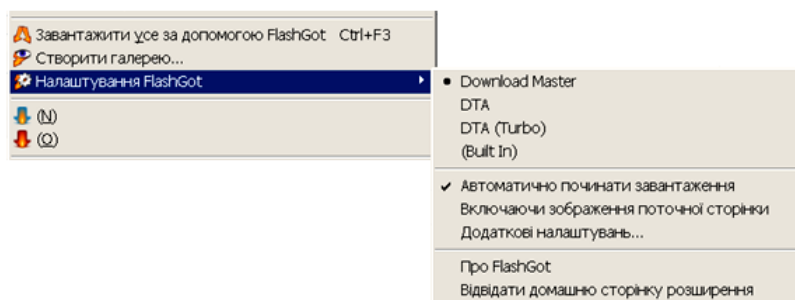 Завантажити усе за допомогою FlashGot Ctrl+F3
Створити галерею...
Налаштування FlashGot
(N)
(O)
Download Master
DTA
DTA (Turbo)
(Built In)
Автоматично починати завантаження
Включаючи зображення поточної сторінки
Додаткові налаштувань...
Про FlashGot
Відвідати домашню сторінку розширення